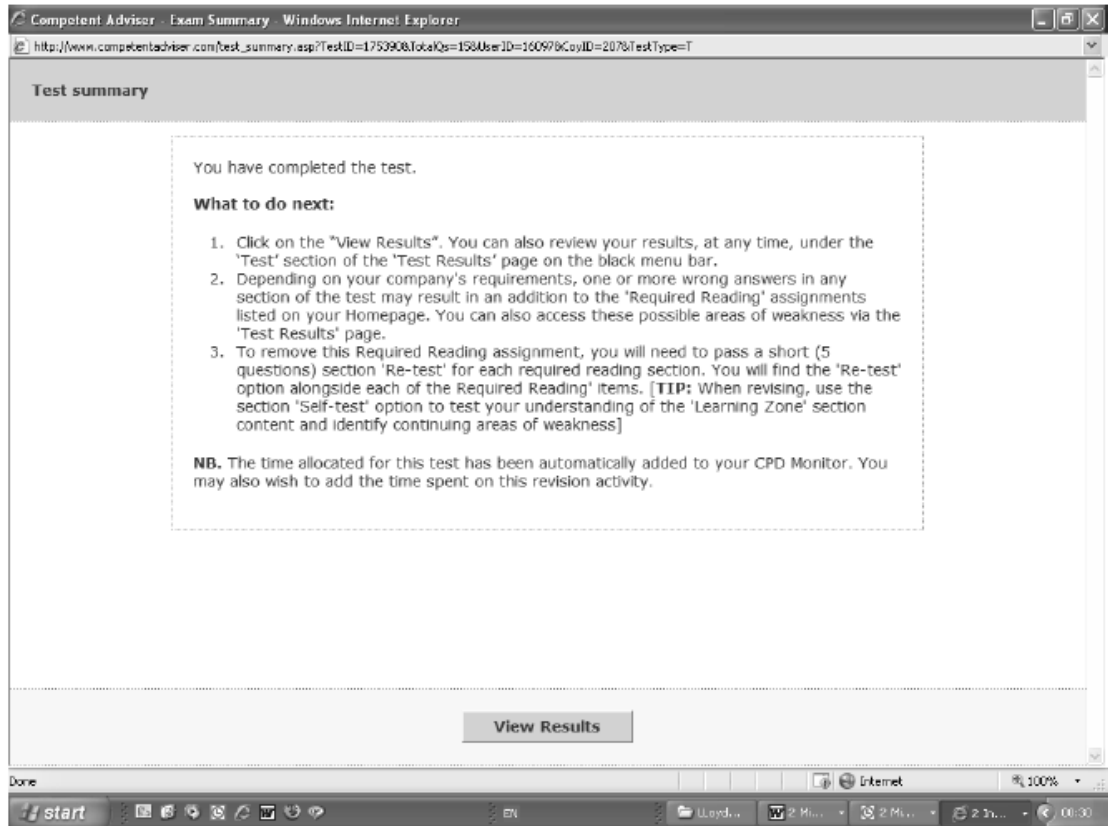 Competent Adviser - Exam Summary - Windows Internet Explorer
http://www.competentadviser.com/test_summary.asp?TestID=175390&TotalQs=15&UserID=16097&CoyID=207&TestType=T
Test summary
You have completed the test.
What to do next:
1. Click on the "View Results". You can also review your results, at any time, under the
'Test' section of the 'Test Results' page on the black menu bar.
2. Depending on your company's requirements, one or more wrong answers in any
section of the test may result in an addition to the 'Required Reading' assignments
listed on your Homepage. You can also access these possible areas of weakness via the
'Test Results' page.
3. To remove this Required Reading assignment, you will need to pass a short (5
questions) section 'Re-test' for each required reading section. You will find the 'Re-test'
option alongside each of the Required Reading' items. [TIP: When revising, use the
section 'Self-test' option to test your understanding of the 'Learning Zone' section
content and identify continuing areas of weakness]
NB. The time allocated for this test has been automatically added to your CPD Monitor. You
may also wish to add the time spent on this revision activity.
View Results
Done
Internet
100%
start
EN
LLoyd...
2 Mi...
2 Mi...
2 In...
00:30